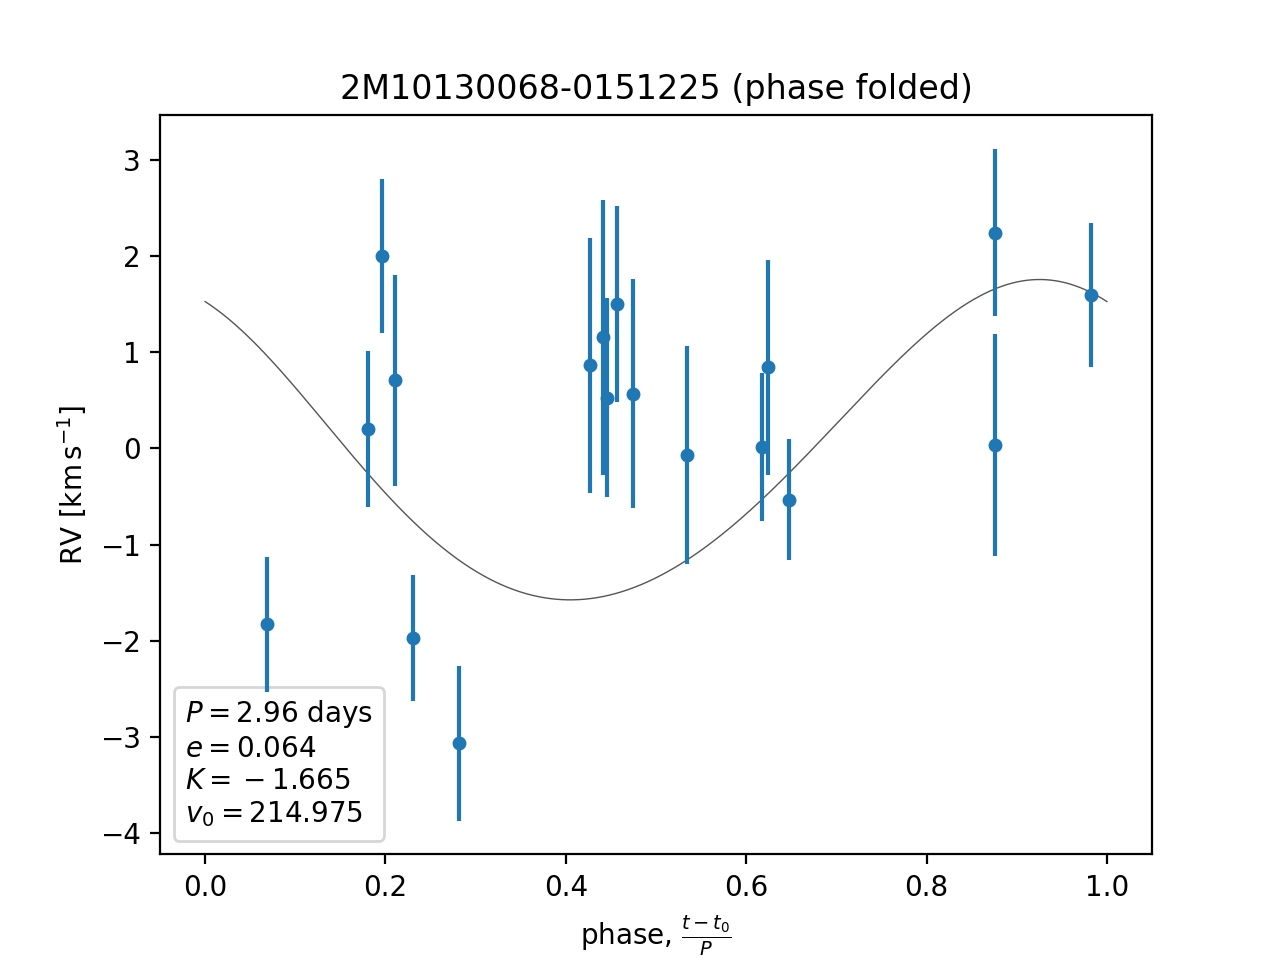 2M10130068-0151225 (phase folded)
3
2
1
0
−1
−2
−3
−4
RV [km s⁻¹]
P = 2.96 days
e = 0.064
K = −1.665
v₀ = 214.975
0.0 0.2 0.4 0.6 0.8 1.0
phase, (t − t₀)/P